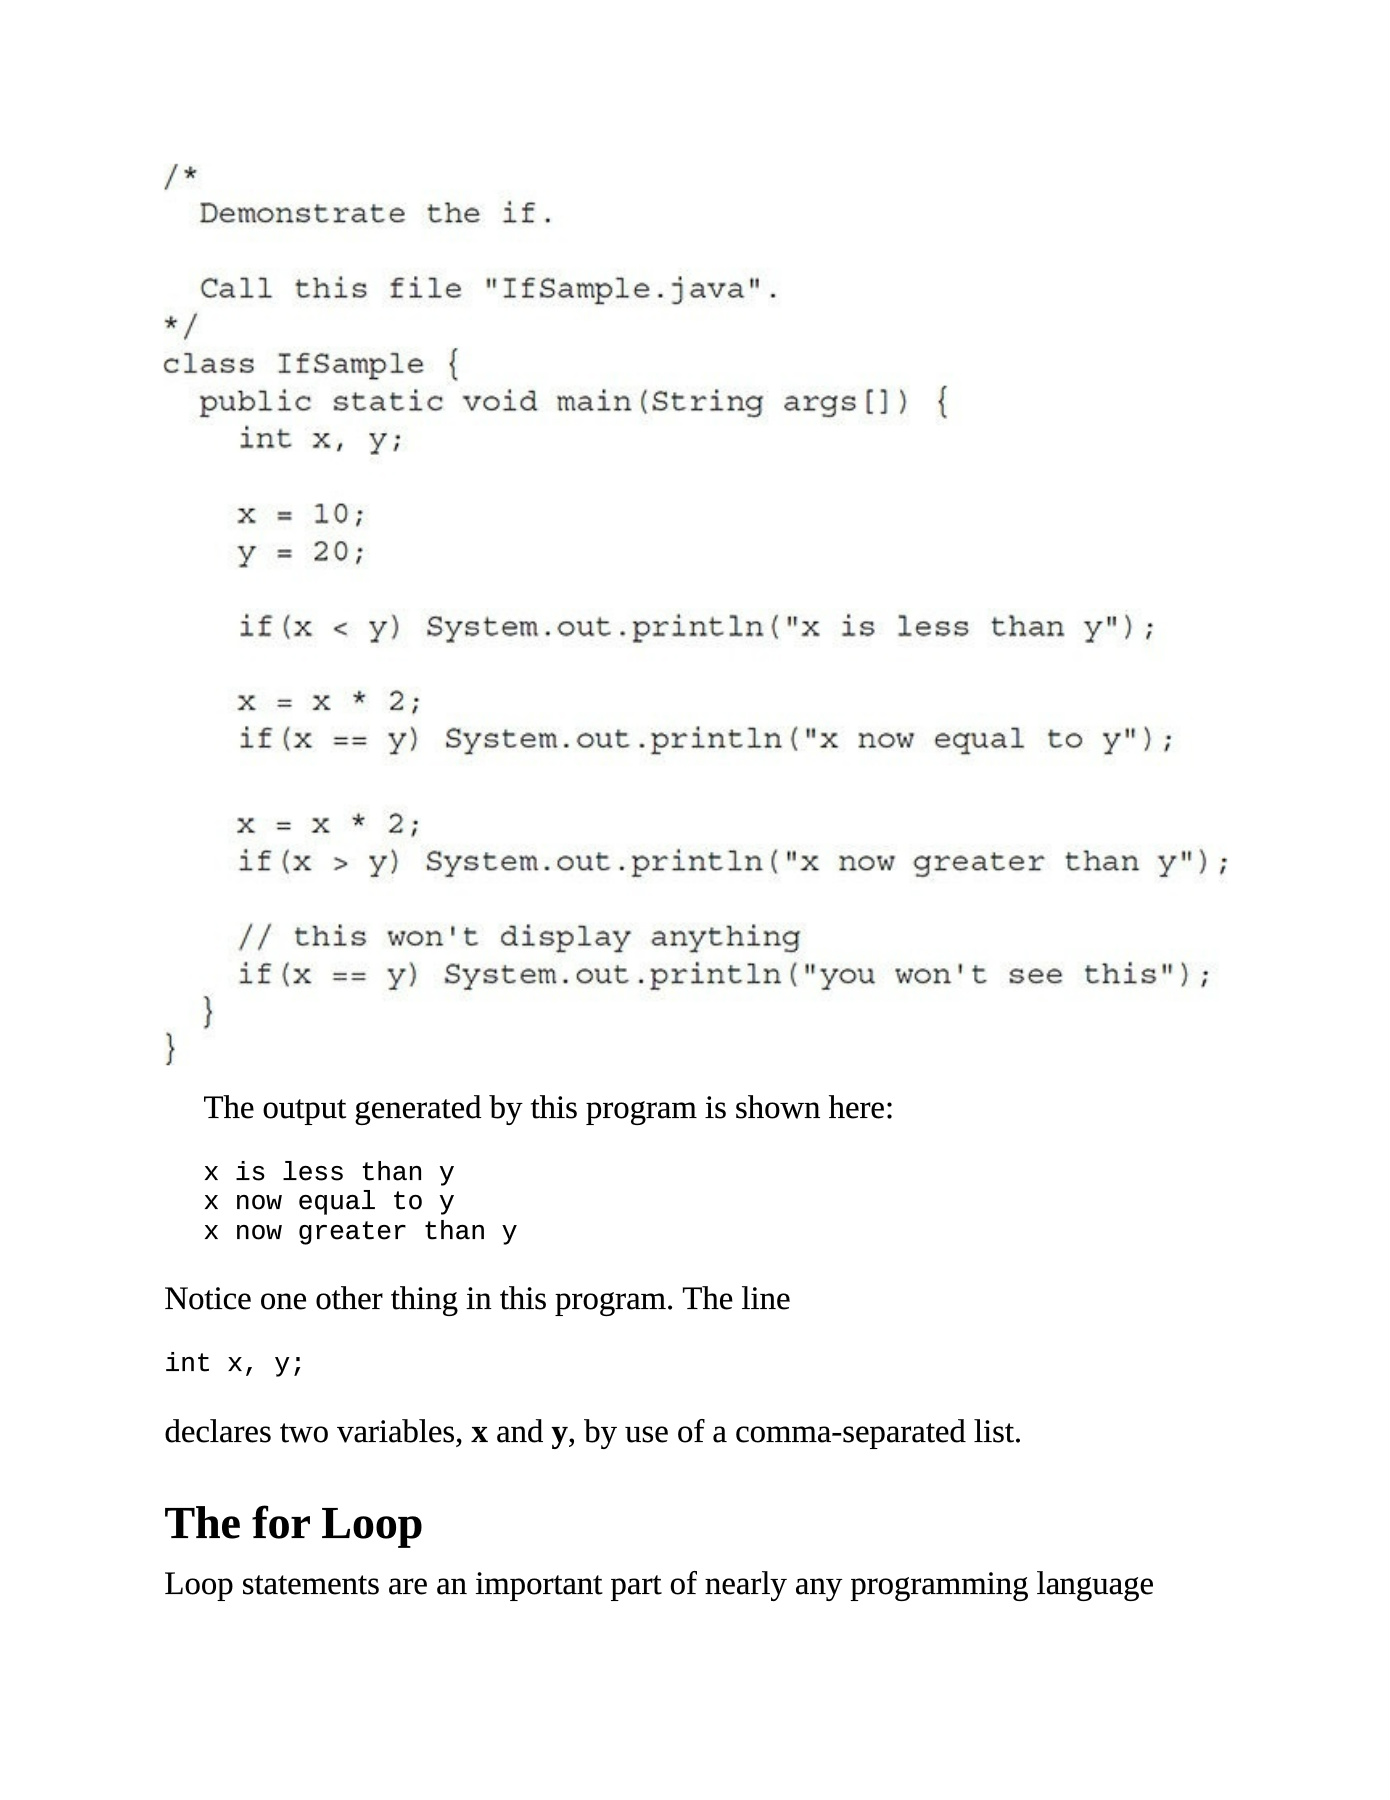 /*
  Demonstrate the if.

  Call this file "IfSample.java".
*/
class IfSample {
  public static void main(String args[]) {
    int x, y;

    x = 10;
    y = 20;

    if(x < y) System.out.println("x is less than y");

    x = x * 2;
    if(x == y) System.out.println("x now equal to y");

    x = x * 2;
    if(x > y) System.out.println("x now greater than y");

    // this won't display anything
    if(x == y) System.out.println("you won't see this");
  }
}
The output generated by this program is shown here:
x is less than y
x now equal to y
x now greater than y
Notice one other thing in this program. The line
int x, y;
declares two variables, x and y, by use of a comma-separated list.
The for Loop
Loop statements are an important part of nearly any programming language